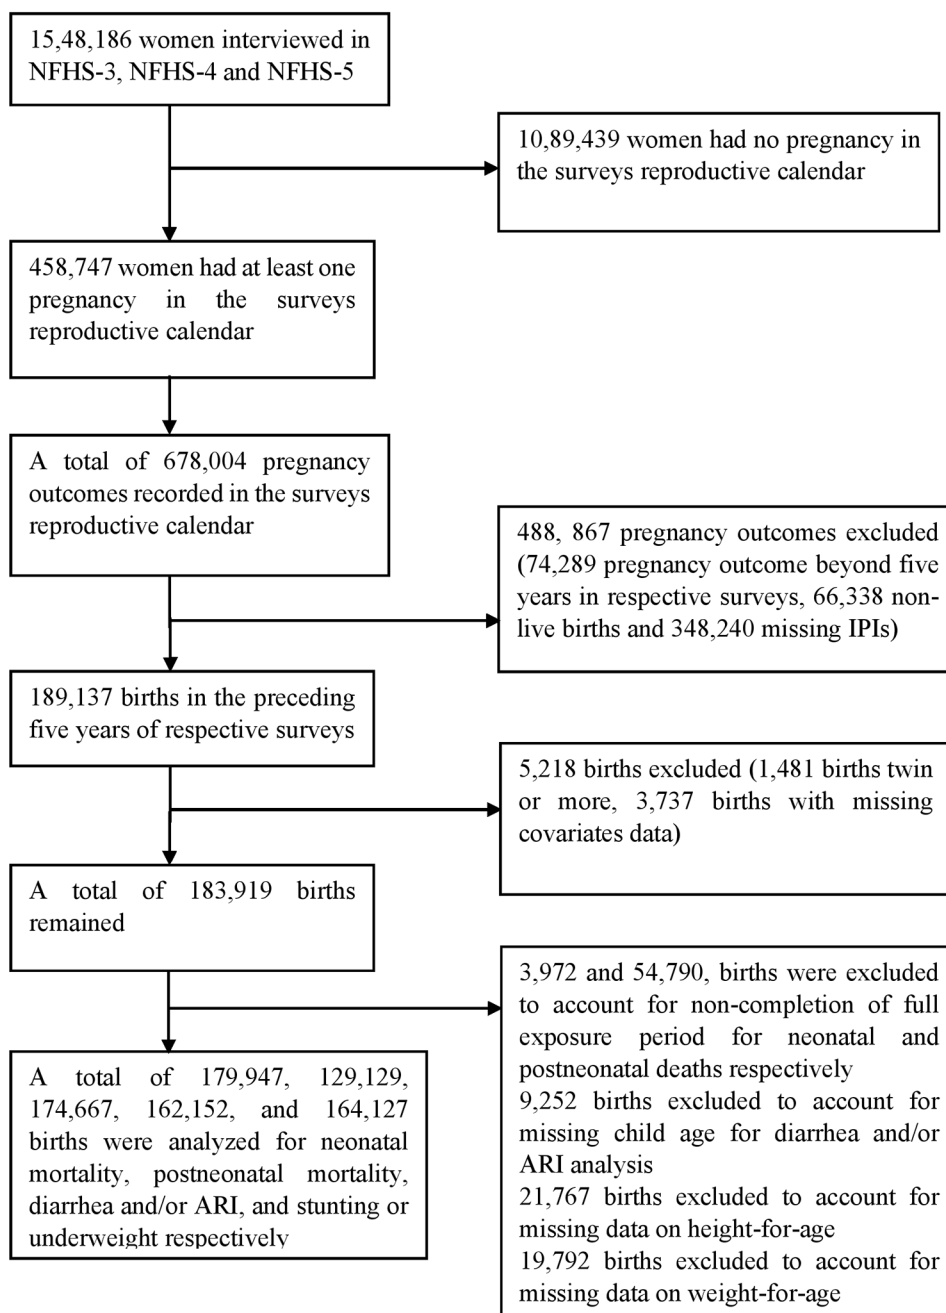 15,48,186 women interviewed in
NFHS-3, NFHS-4 and NFHS-5
10,89,439 women had no pregnancy in
the surveys reproductive calendar
458,747 women had at least one
pregnancy in the surveys
reproductive calendar
A total of 678,004 pregnancy
outcomes recorded in the surveys
reproductive calendar
488, 867 pregnancy outcomes excluded
(74,289 pregnancy outcome beyond five
years in respective surveys, 66,338 non-
live births and 348,240 missing IPIs)
189,137 births in the preceding
five years of respective surveys
5,218 births excluded (1,481 births twin
or more, 3,737 births with missing
covariates data)
A total of 183,919 births
remained
3,972 and 54,790, births were excluded
to account for non-completion of full
exposure period for neonatal and
postneonatal deaths respectively
9,252 births excluded to account for
missing child age for diarrhea and/or
ARI analysis
21,767 births excluded to account for
missing data on height-for-age
19,792 births excluded to account for
missing data on weight-for-age
A total of 179,947, 129,129,
174,667, 162,152, and 164,127
births were analyzed for neonatal
mortality, postneonatal mortality,
diarrhea and/or ARI, and stunting or
underweight respectively